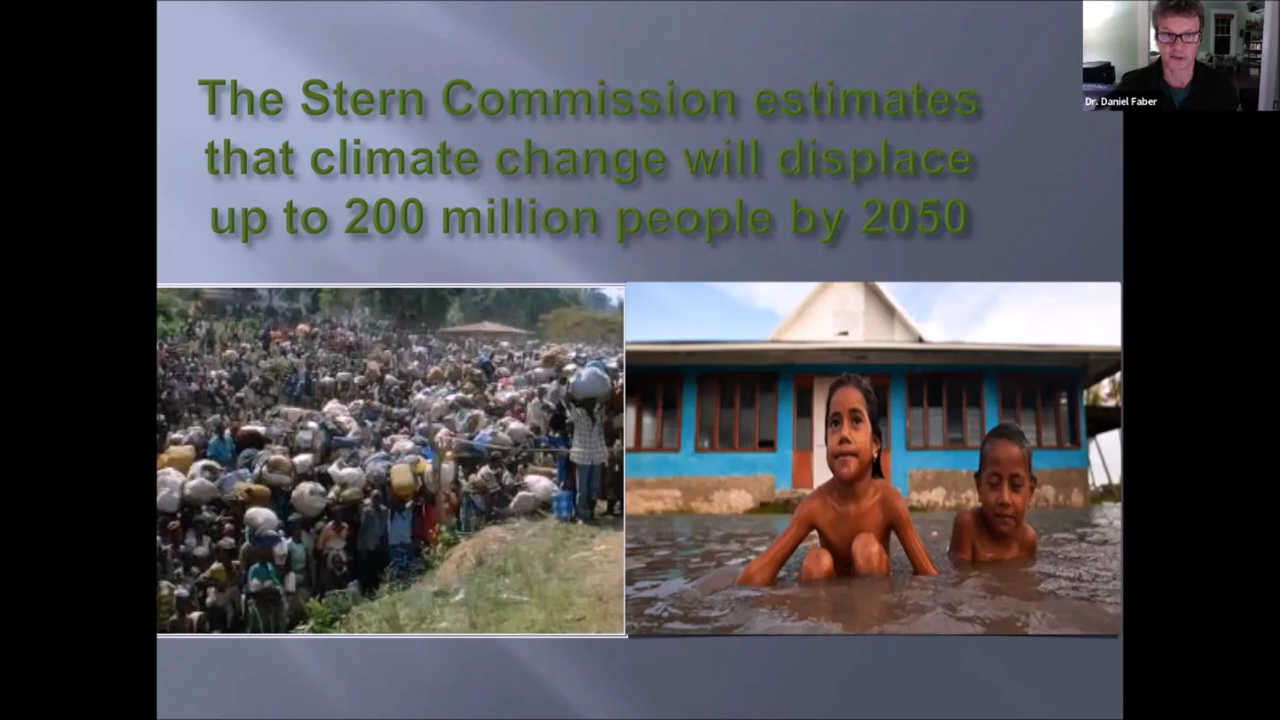 The Stern Commission estimates
that climate change will displace
up to 200 million people by 2050
Dr. Daniel Faber